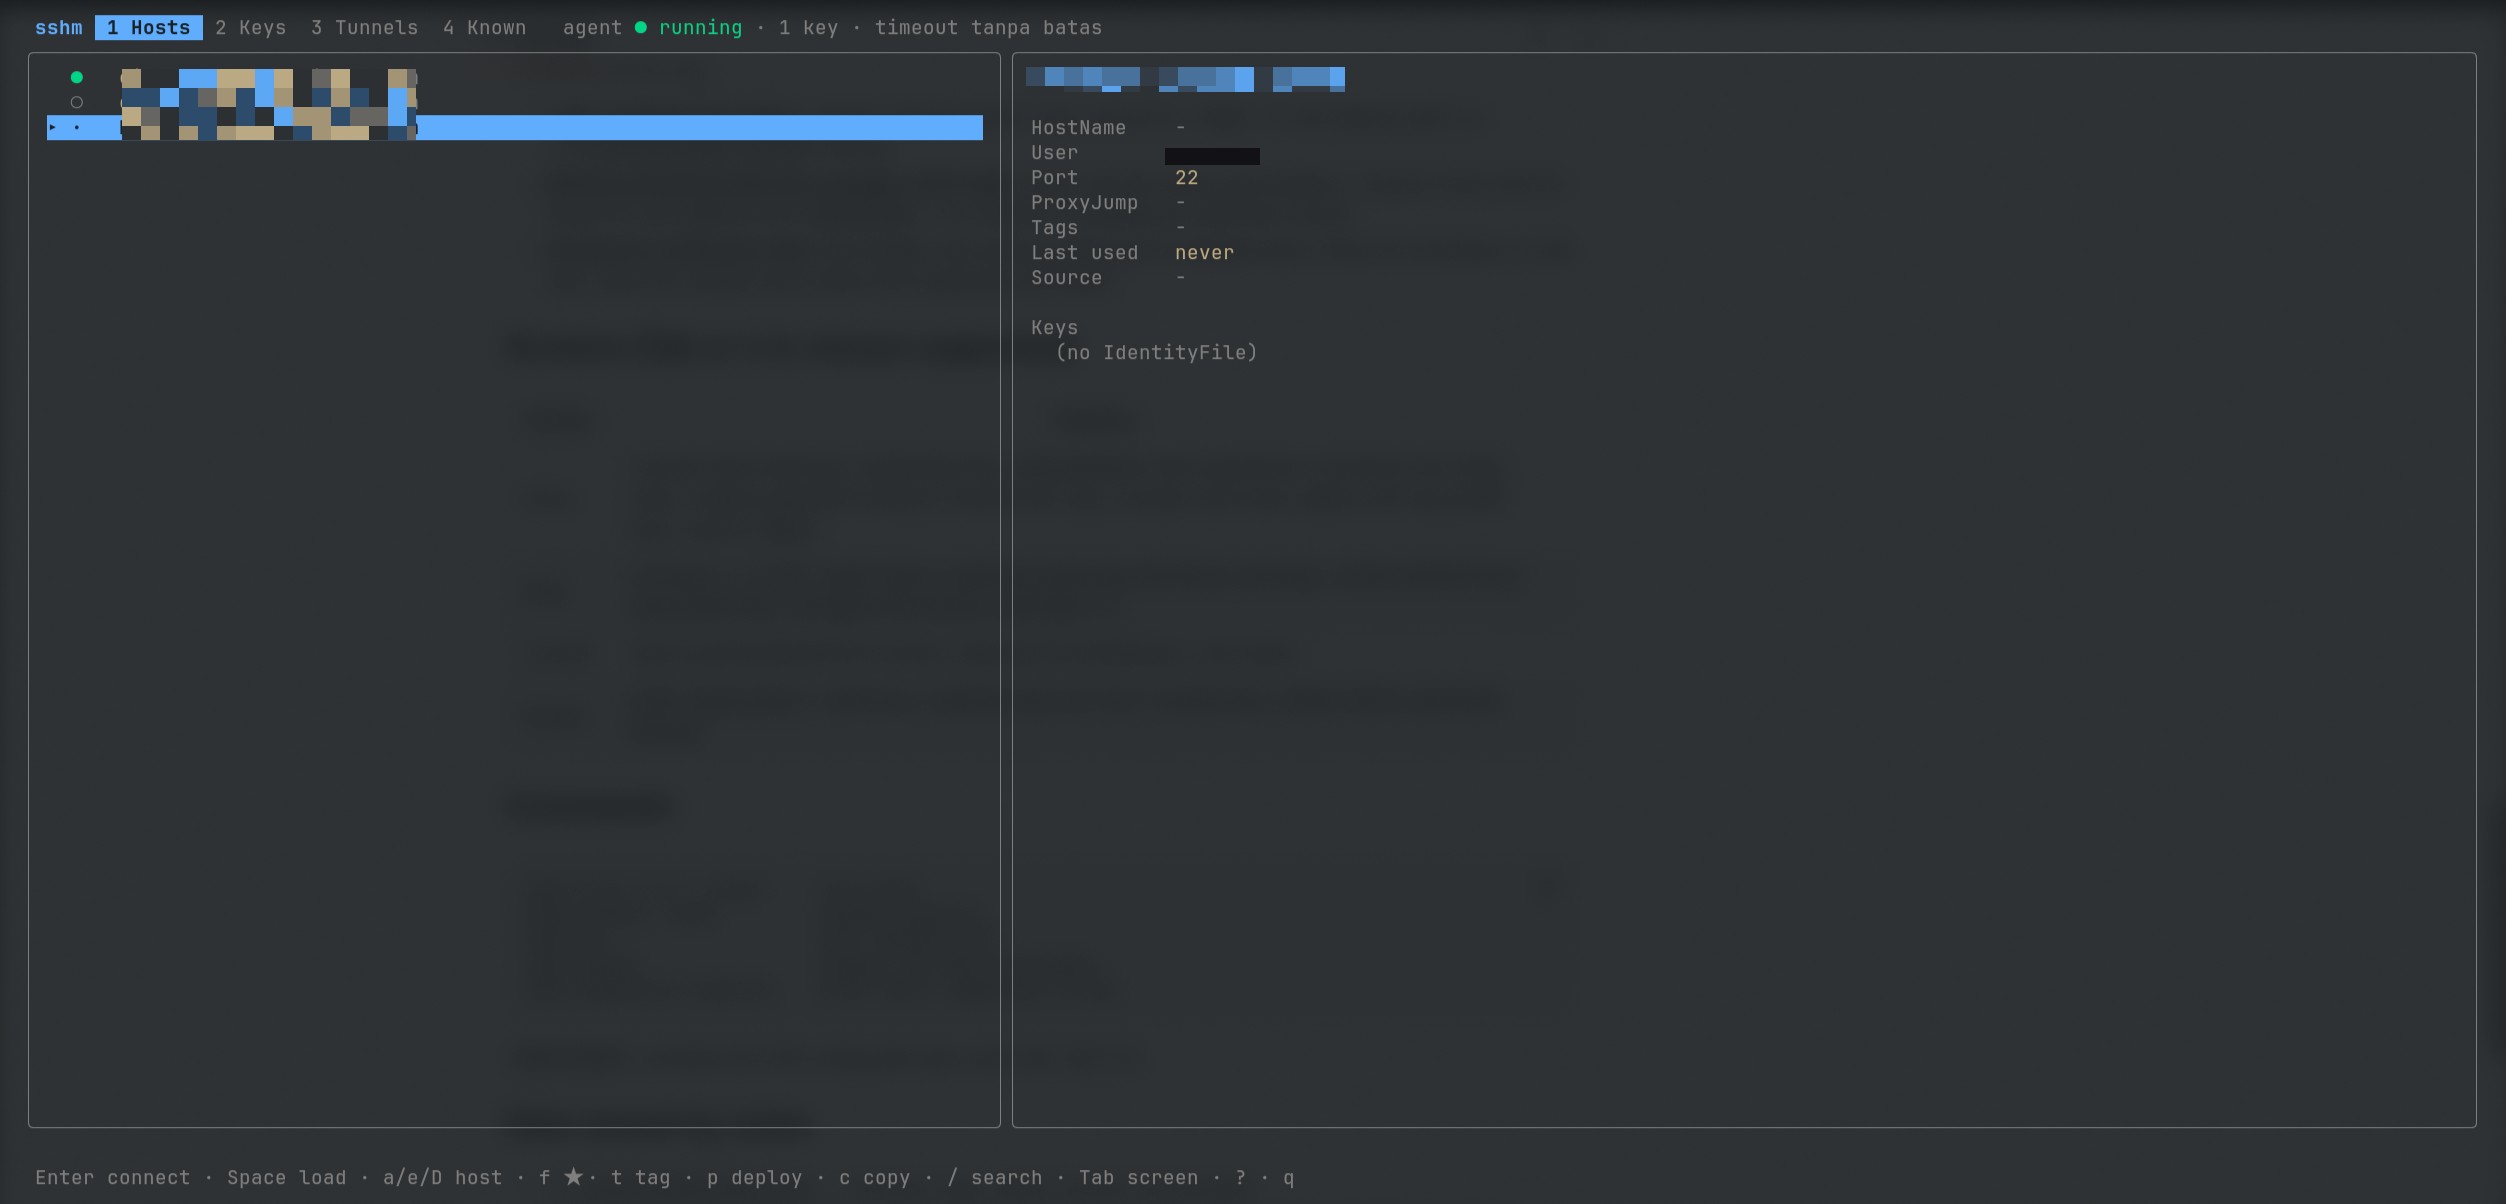 sshm 1 Hosts 2 Keys 3 Tunnels 4 Known agent ● running · 1 key · timeout tanpa batas
HostName -
User
Port 22
ProxyJump -
Tags -
Last used never
Source -
Keys
(no IdentityFile)
Enter connect · Space load · a/e/D host · f ★· t tag · p deploy · c copy · / search · Tab screen · ? · q